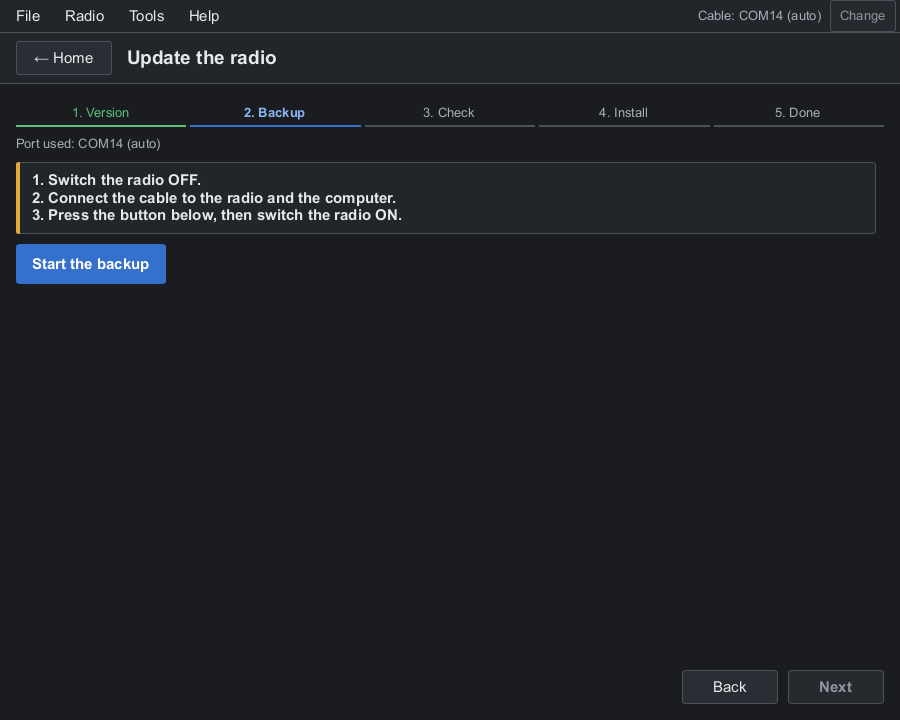 File Radio Tools Help Cable: COM14 (auto) Change
← Home Update the radio
1. Version 2. Backup 3. Check 4. Install 5. Done
Port used: COM14 (auto)
1. Switch the radio OFF.
2. Connect the cable to the radio and the computer.
3. Press the button below, then switch the radio ON.
Start the backup
Back Next